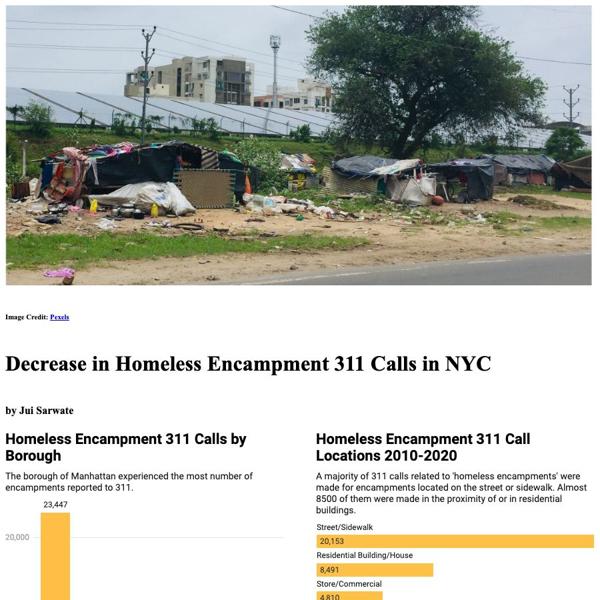 Image Credit: Pexels
Decrease in Homeless Encampment 311 Calls in NYC
by Jui Sarwate
Homeless Encampment 311 Calls by
Borough
The borough of Manhattan experienced the most number of
encampments reported to 311.
23,447
20,000
Homeless Encampment 311 Call
Locations 2010-2020
A majority of 311 calls related to 'homeless encampments' were
made for encampments located on the street or sidewalk. Almost
8500 of them were made in the proximity of or in residential
buildings.
Street/Sidewalk
20,153
Residential Building/House
8,491
Store/Commercial
4,810